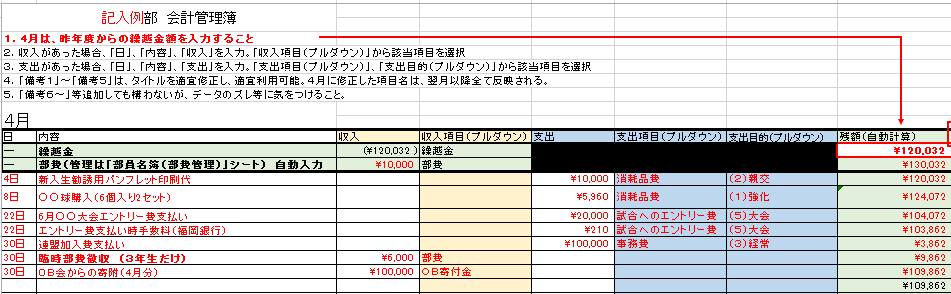 記入例部 会計管理簿
1. 4月は、昨年度からの繰越金額を入力すること
2. 収入があった場合、「日」、「内容」、「収入」を入力。「収入項目(プルダウン)」から該当項目を選択
3. 支出があった場合、「日」、「内容」、「支出」を入力。「支出項目(プルダウン)」、「支出目的(プルダウン)」から該当項目を選択
4. 「備考1」~「備考5」は、タイトルを適宜修正し、適宜利用可能。4月に修正した項目名は、翌月以降全て反映される。
5. 「備考6~」等追加しても構わないが、データのズレ等に気をつけること。
4月
日 内容 収入 収入項目(プルダウン) 支出 支出項目(プルダウン) 支出目的(プルダウン) 残額(自動計算)
― 繰越金 (¥120,032) 繰越金 ¥120,032
― 部費(管理は「部員名簿(部費管理)」シート) 自動入力 ¥10,000 部費 ¥130,032
4日 新入生勧誘用パンフレット印刷代 ¥10,000 消耗品費 (2)親交 ¥120,032
8日 〇〇球購入(6個入り2セット) ¥5,960 消耗品費 (1)強化 ¥124,072
22日 6月〇〇大会エントリー費支払い ¥20,000 試合へのエントリー費 (5)大会 ¥104,072
22日 エントリー費支払い時手数料(福岡銀行) ¥210 試合へのエントリー費 (5)大会 ¥103,862
30日 連盟加入費支払い ¥100,000 事務費 (3)経常 ¥3,862
30日 臨時部費徴収 (3年生だけ) ¥6,000 部費 ¥9,862
30日 OB会からの寄附(4月分) ¥100,000 OB寄付金 ¥109,862
¥109,862